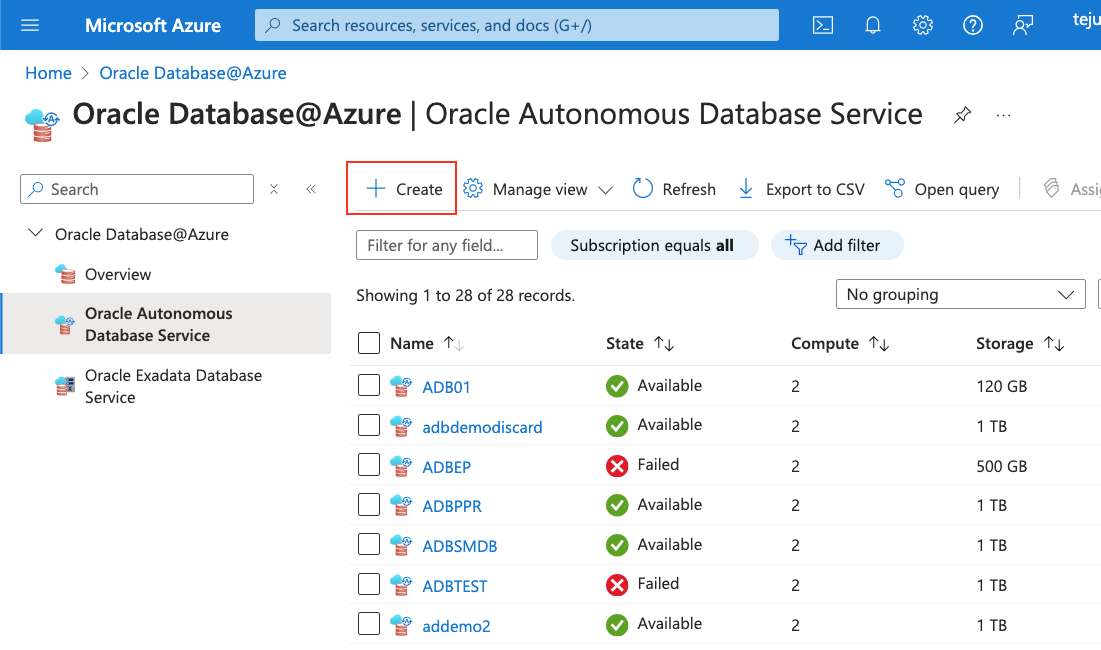 Microsoft Azure
Search resources, services, and docs (G+/)
teju
Home > Oracle Database@Azure
Oracle Database@Azure | Oracle Autonomous Database Service
Search
Create
Manage view
Refresh
Export to CSV
Open query
Oracle Database@Azure
Overview
Oracle Autonomous
Database Service
Oracle Exadata Database
Service
Filter for any field...
Subscription equals all
Add filter
Showing 1 to 28 of 28 records.
No grouping
Name State Compute Storage
ADB01 Available 2 120 GB
adbdemodiscard Available 2 1 TB
ADBEP Failed 2 500 GB
ADBPPR Available 2 1 TB
ADBSMDB Available 2 1 TB
ADBTEST Failed 2 1 TB
addemo2 Available 2 1 TB